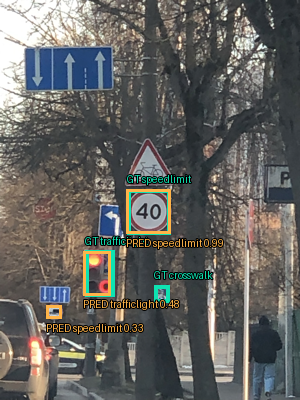 GT speedlimit
40
P
PRED speedlimit 0.99
GT traffic
GT crosswalk
PRED trafficlight 0.48
PRED speedlimit 0.33